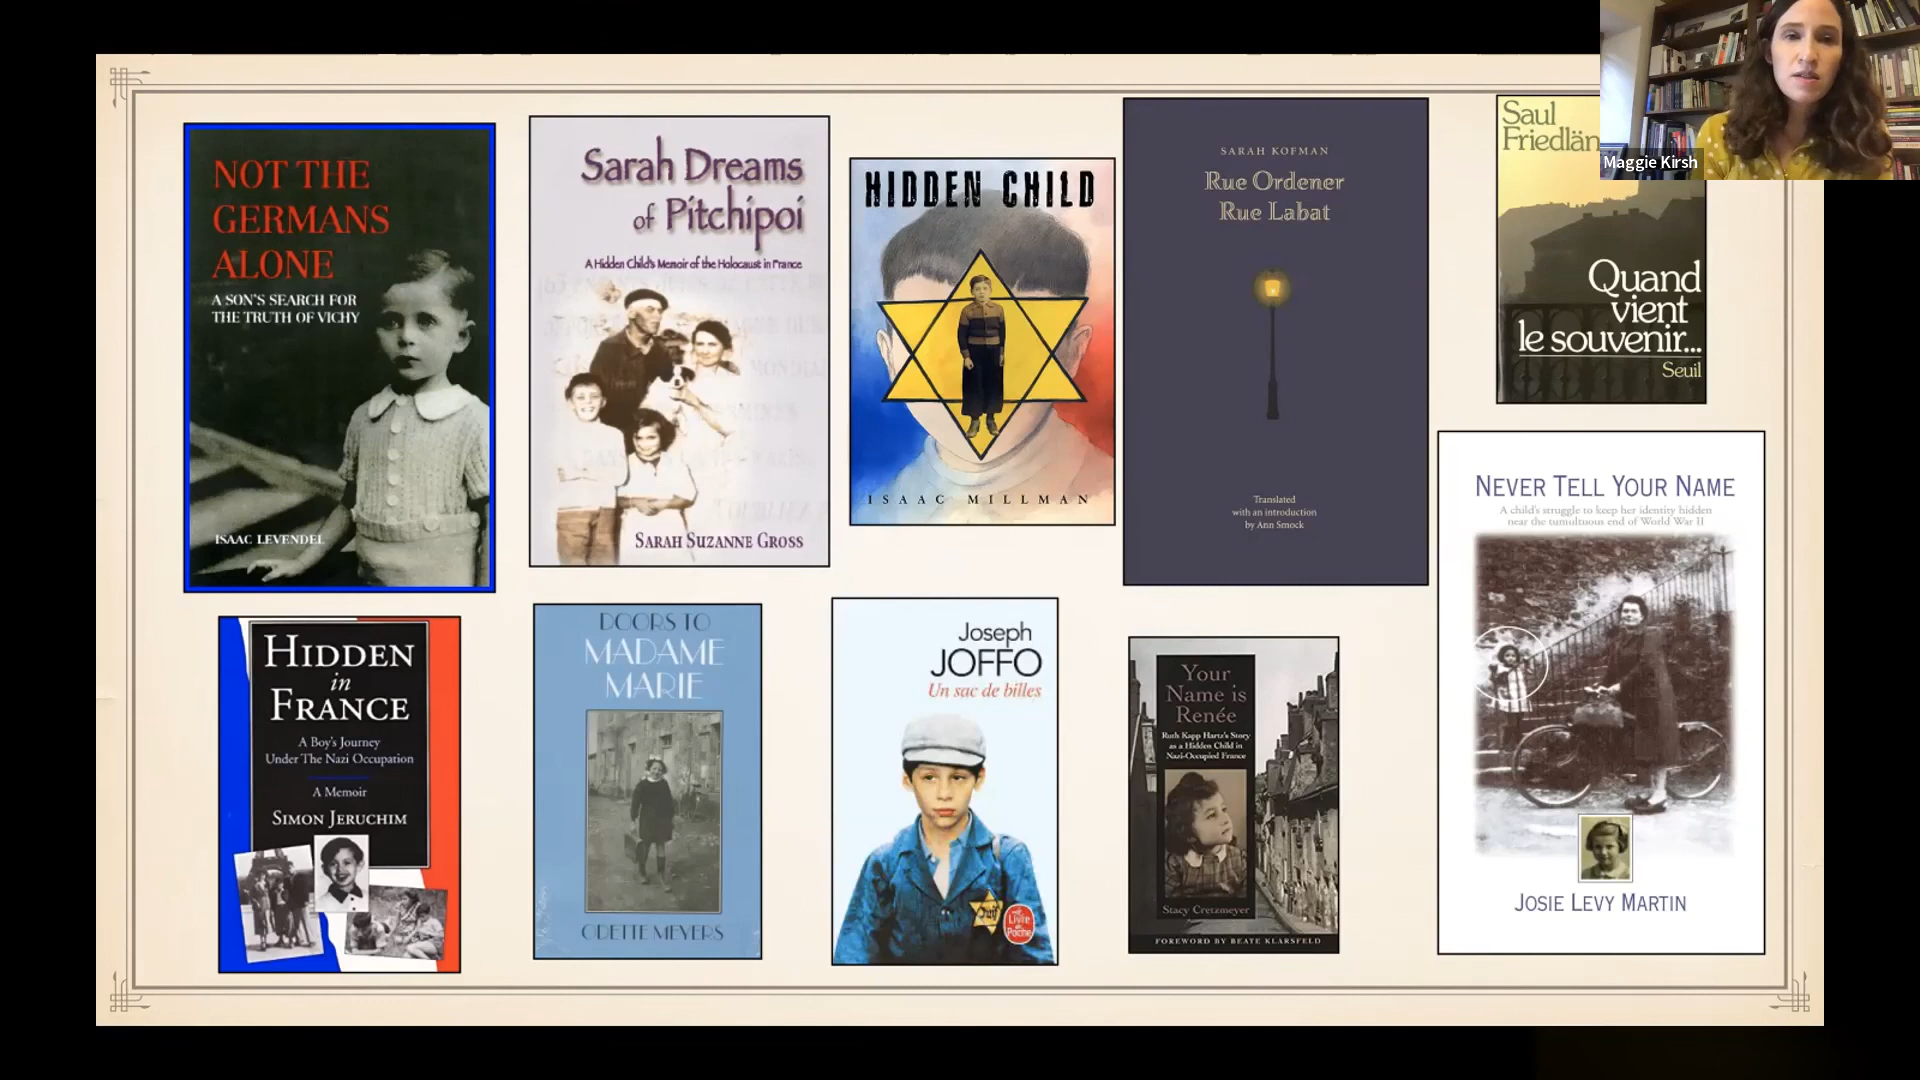 NOT THE
GERMANS
ALONE
A SON'S SEARCH FOR
THE TRUTH OF VICHY
ISAAC LEVENDEL
Sarah Dreams
of Pitchipoi
A Hidden Child's Memoir of the Holocaust in France
SARAH SUZANNE GROSS
HIDDEN CHILD
ISAAC MILLMAN
SARAH KOFMAN
Rue Ordener
Rue Labat
Translated
with an introduction
by Ann Smock
Saul
Friedlän
Quand
vient
le souvenir...
Seuil
Maggie Kirsh
HIDDEN
in
FRANCE
A Boy's Journey
Under The Nazi Occupation
A Memoir
SIMON JERUCHIM
DOORS TO
MADAME
MARIE
ODETTE MEYERS
Joseph
JOFFO
Un sac de billes
Juif
Le
Livre
de
Poche
Your
Name is
Renée
Ruth Kapp Hartz's Story
as a Hidden Child in
Nazi-Occupied France
Stacy Cretzmeyer
FOREWORD BY BEATE KLARSFELD
NEVER TELL YOUR NAME
A child's struggle to keep her identity hidden
near the tumultuous end of World War II
JOSIE LEVY MARTIN